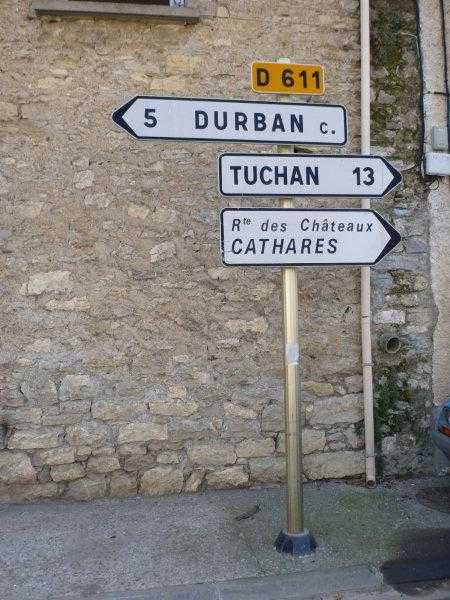 D 611
5 DURBAN C.
TUCHAN 13
Rte des Châteaux
CATHARES